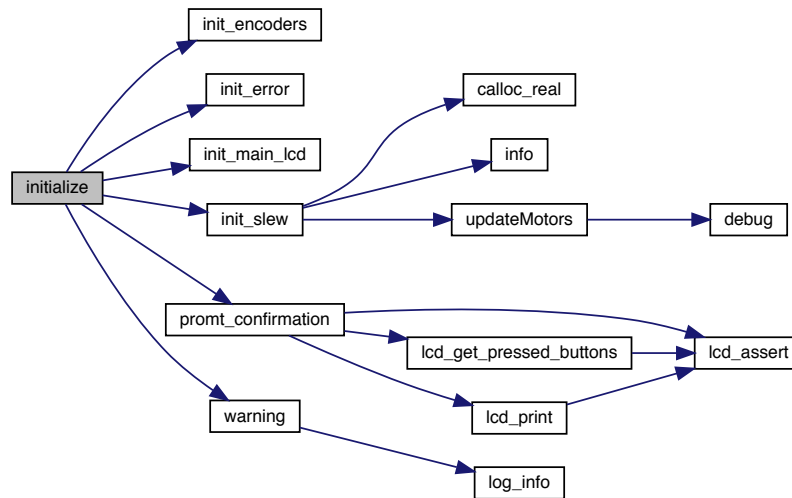 initialize
init_encoders
init_error
init_main_lcd
init_slew
promt_confirmation
warning
calloc_real
info
updateMotors
lcd_get_pressed_buttons
lcd_print
log_info
debug
lcd_assert